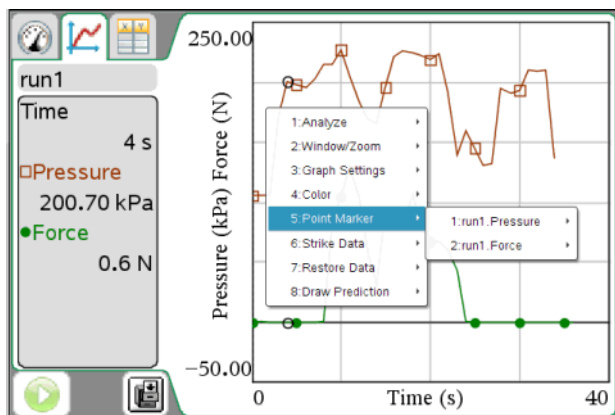 run1
Time
4 s
Pressure
200.70 kPa
Force
0.6 N
250.00
Pressure (kPa) Force (N)
-50.00
0
Time (s)
40
1:Analyze
2:Window/Zoom
3:Graph Settings
4:Color
5:Point Marker
6:Strike Data
7:Restore Data
8:Draw Prediction
1:run1.Pressure
2:run1.Force